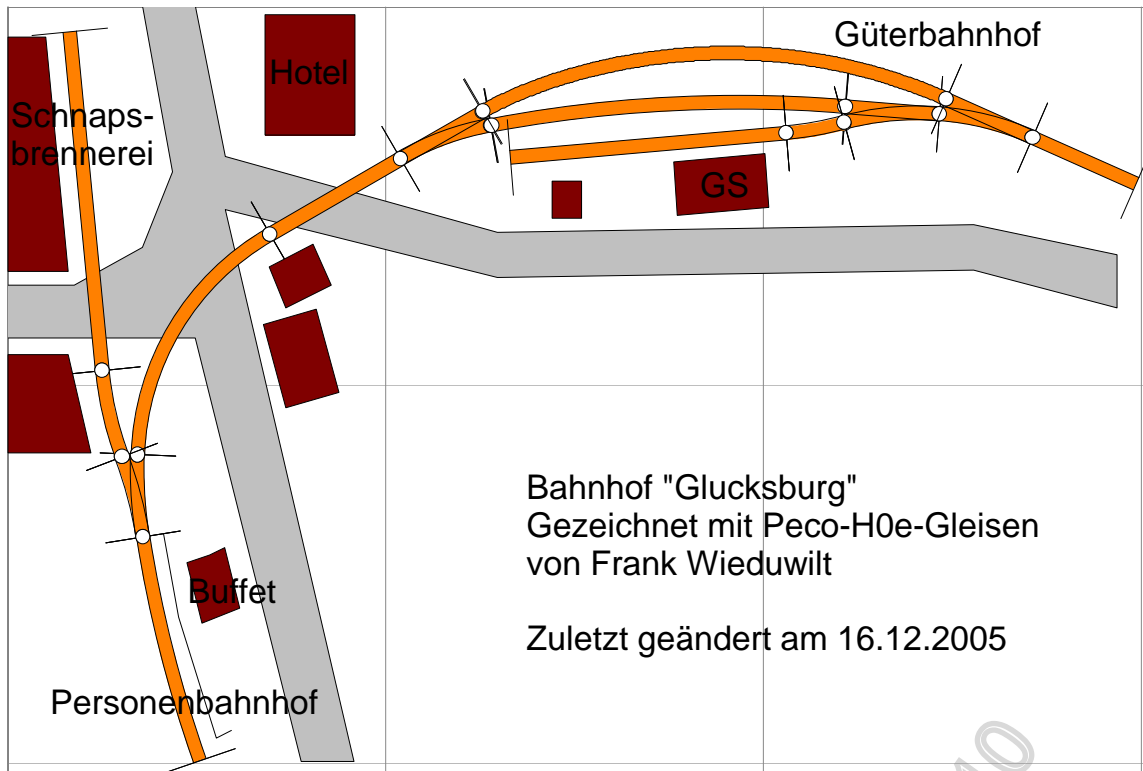 Güterbahnhof
Hotel
Schnaps-
brennerei
GS
Bahnhof "Glucksburg"
Gezeichnet mit Peco-H0e-Gleisen
von Frank Wieduwilt
Buffet
Zuletzt geändert am 16.12.2005
Personenbahnhof